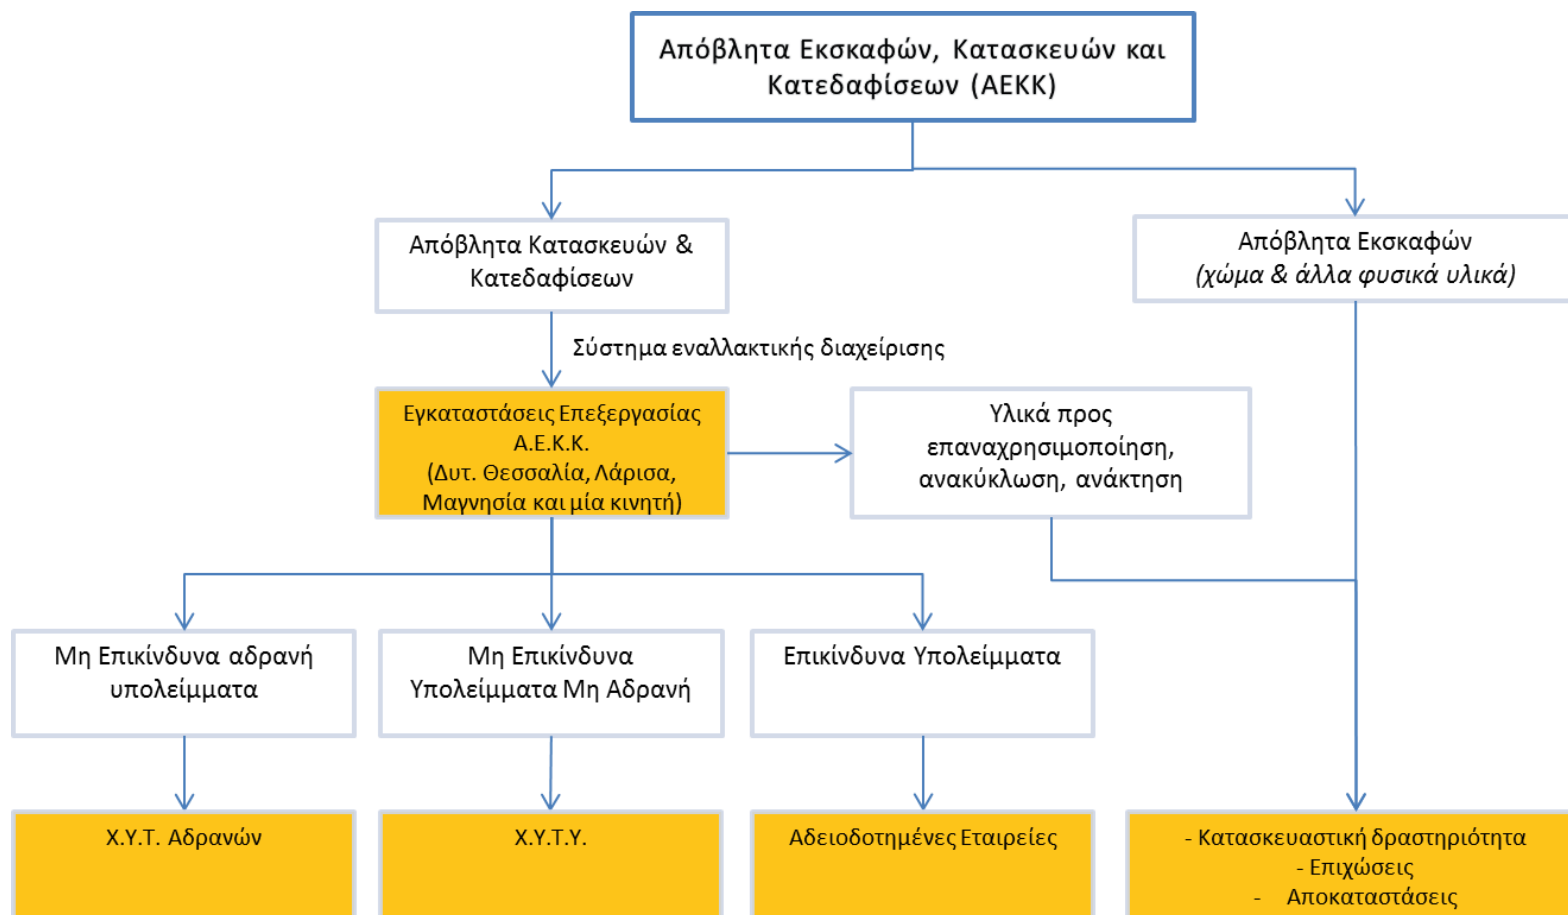 Απόβλητα Εκσκαφών, Κατασκευών και
Κατεδαφίσεων (ΑΕΚΚ)
Απόβλητα Κατασκευών &
Κατεδαφίσεων
Απόβλητα Εκσκαφών
(χώμα & άλλα φυσικά υλικά)
Σύστημα εναλλακτικής διαχείρισης
Εγκαταστάσεις Επεξεργασίας
Α.Ε.Κ.Κ.
(Δυτ. Θεσσαλία, Λάρισα,
Μαγνησία και μία κινητή)
Υλικά προς
επαναχρησιμοποίηση,
ανακύκλωση, ανάκτηση
Μη Επικίνδυνα αδρανή
υπολείμματα
Μη Επικίνδυνα
Υπολείμματα Μη Αδρανή
Επικίνδυνα Υπολείμματα
Χ.Υ.Τ. Αδρανών
Χ.Υ.Τ.Υ.
Αδειοδοτημένες Εταιρείες
- Κατασκευαστική δραστηριότητα
- Επιχώσεις
- Αποκαταστάσεις